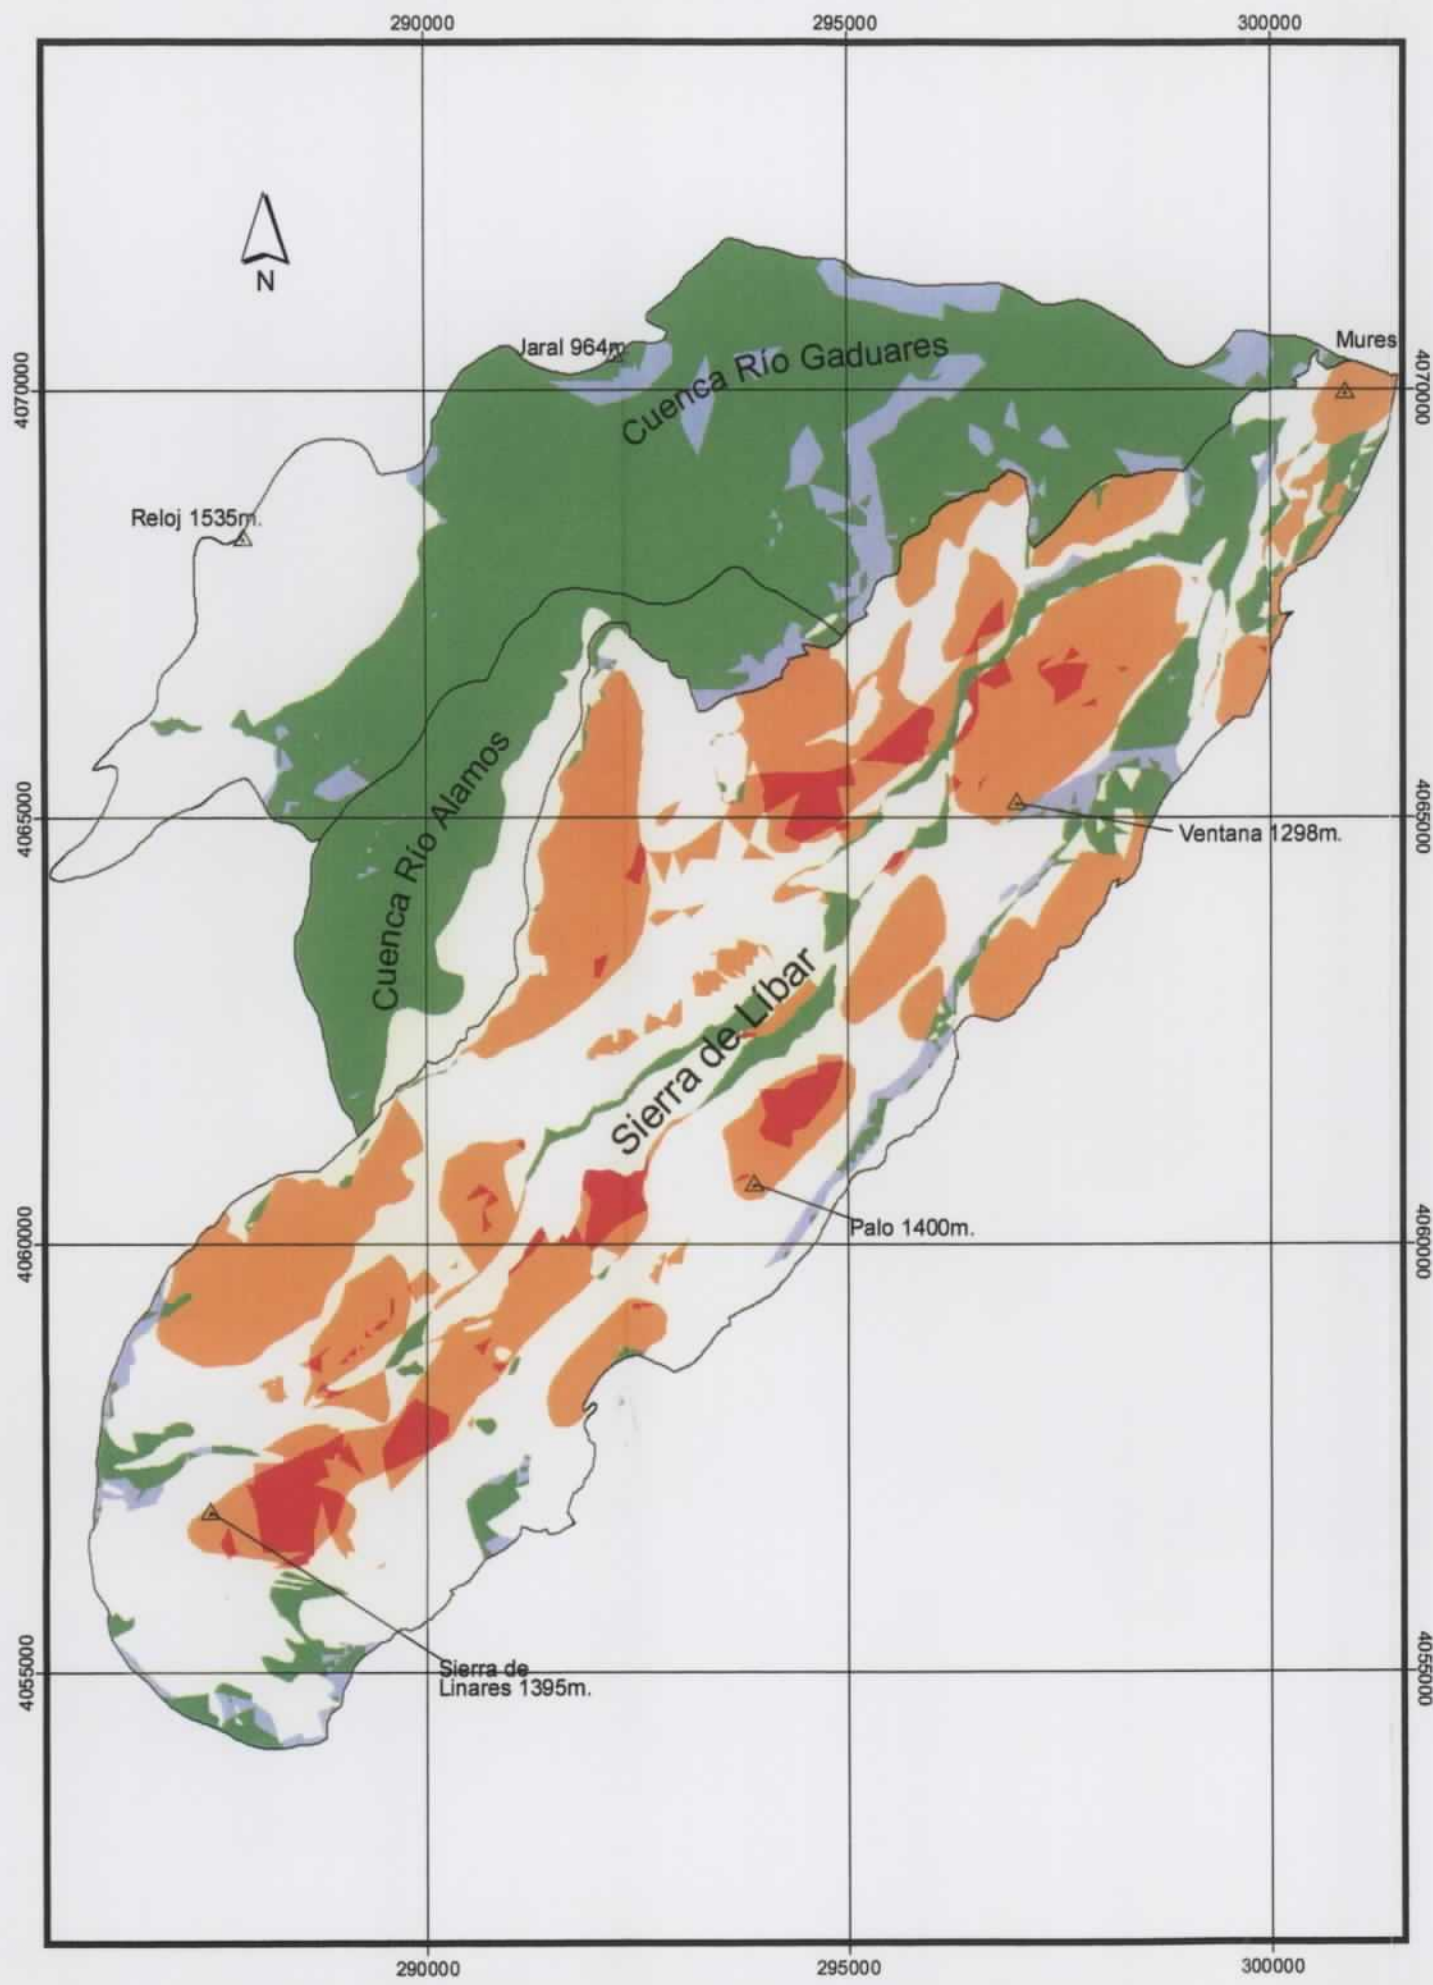 290000
295000
300000
N
Jaral 964m
Cuenca Río Gaduares
Mures
4070000
4070000
Reloj 1535m.
Cuenca Río Alamos
4065000
4065000
Ventana 1298m.
Sierra de Líbar
Palo 1400m.
4060000
4060000
Sierra de
Linares 1395m.
4055000
4055000
290000
295000
300000